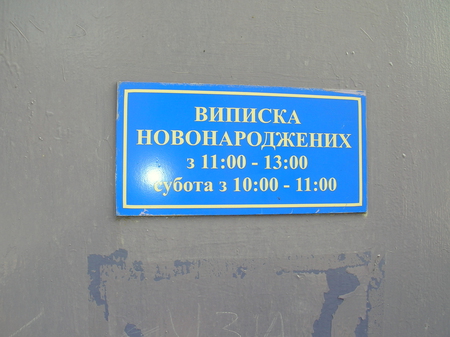 ВИПИСКА
НОВОНАРОДЖЕНИХ
з 11:00 - 13:00
субота з 10:00 - 11:00